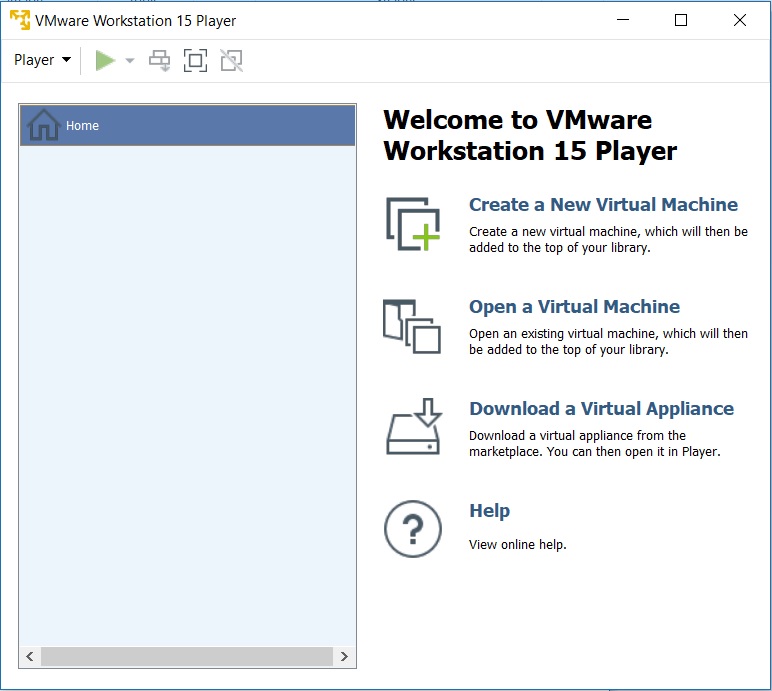 VMware Workstation 15 Player
Player
Home
Welcome to VMware
Workstation 15 Player
Create a New Virtual Machine
Create a new virtual machine, which will then be
added to the top of your library.
Open a Virtual Machine
Open an existing virtual machine, which will then
be added to the top of your library.
Download a Virtual Appliance
Download a virtual appliance from the
marketplace. You can then open it in Player.
Help
View online help.